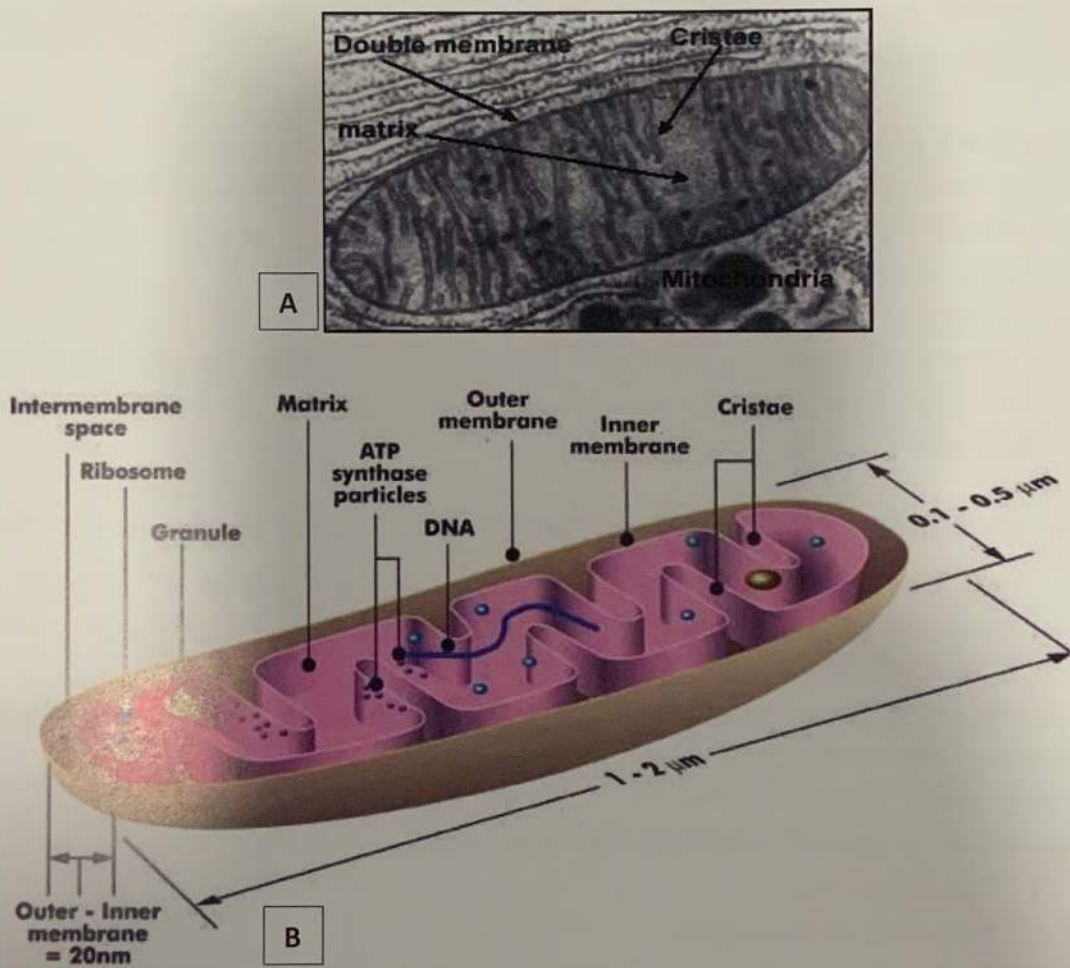 Double membrane
Cristae
matrix
Mitochondria
A
Intermembrane
space
Ribosome
Granule
Matrix
ATP
synthase
particles
DNA
Outer
membrane
Inner
membrane
Cristae
0.1 - 0.5 μm
1 - 2 μm
Outer - Inner
membrane
= 20nm
B